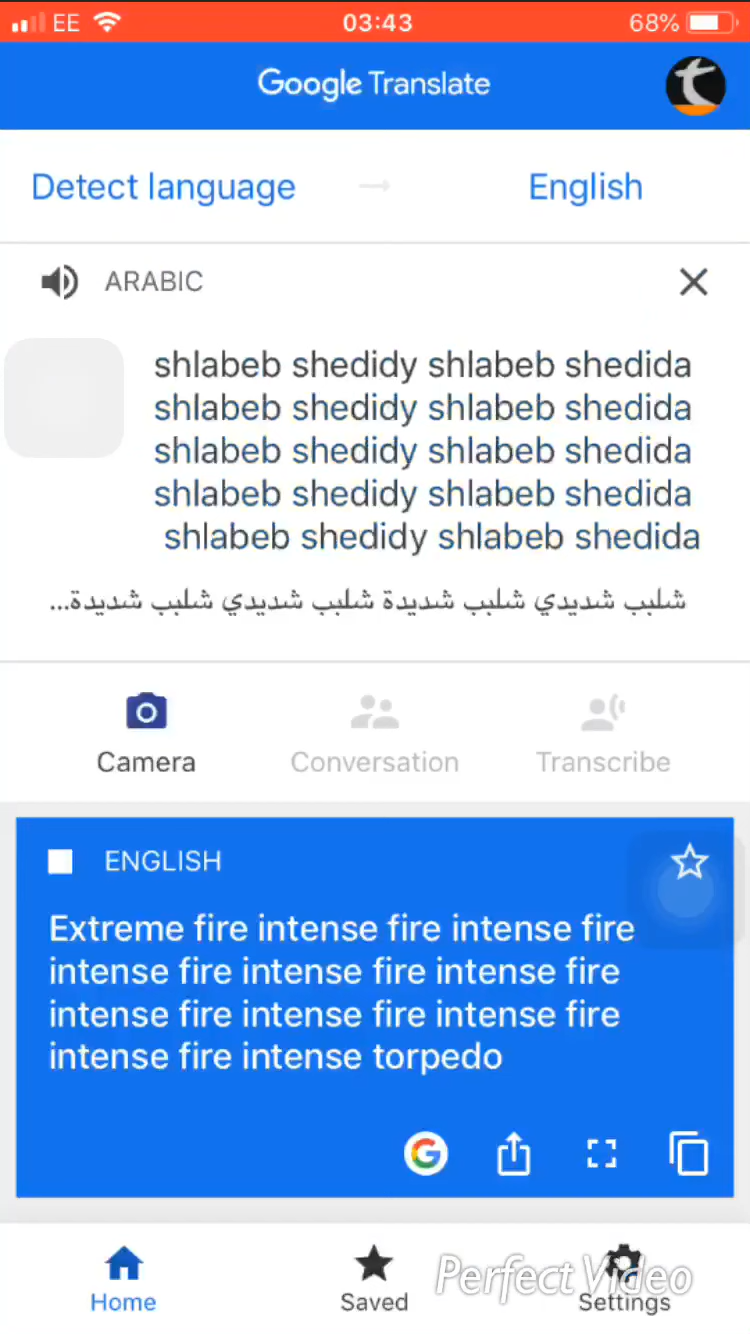 EE 03:43 68%
Google Translate
Detect language → English
ARABIC
shlabeb shedidy shlabeb shedida
shlabeb shedidy shlabeb shedida
shlabeb shedidy shlabeb shedida
shlabeb shedidy shlabeb shedida
shlabeb shedidy shlabeb shedida
شلبب شديدي شلبب شديدة شلبب شديدي شلبب شديدة...
Camera Conversation Transcribe
ENGLISH
Extreme fire intense fire intense fire
intense fire intense fire intense fire
intense fire intense fire intense fire
intense fire intense torpedo
Perfect Video
Home Saved Settings